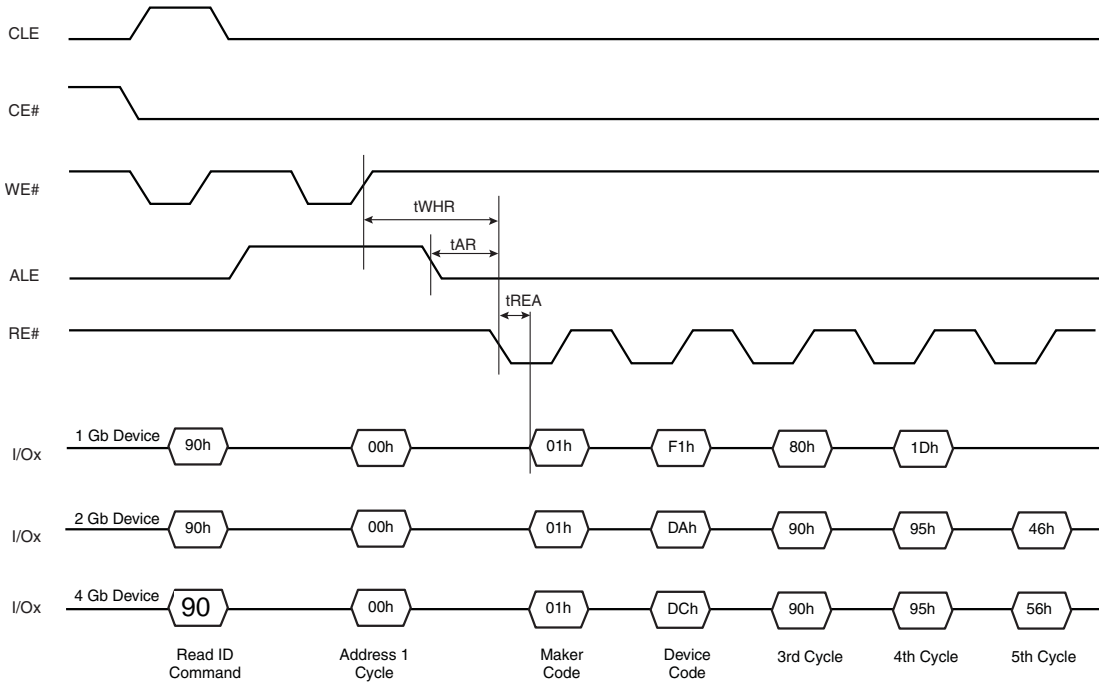 CLE
CE#
WE#
tWHR
tAR
ALE
tREA
RE#
1 Gb Device
I/Ox 90h 00h 01h F1h 80h 1Dh
2 Gb Device
I/Ox 90h 00h 01h DAh 90h 95h 46h
4 Gb Device
I/Ox 90 00h 01h DCh 90h 95h 56h
Read ID Command
Address 1 Cycle
Maker Code
Device Code
3rd Cycle
4th Cycle
5th Cycle